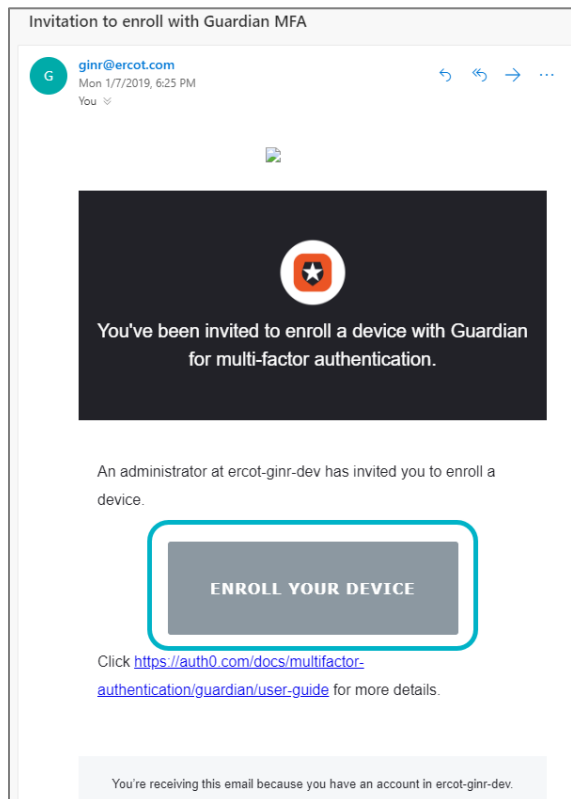 Invitation to enroll with Guardian MFA
G
ginr@ercot.com
Mon 1/7/2019, 6:25 PM
You
You've been invited to enroll a device with Guardian
for multi-factor authentication.
An administrator at ercot-ginr-dev has invited you to enroll a
device.
ENROLL YOUR DEVICE
Click https://auth0.com/docs/multifactor-
authentication/guardian/user-guide for more details.
You're receiving this email because you have an account in ercot-ginr-dev.